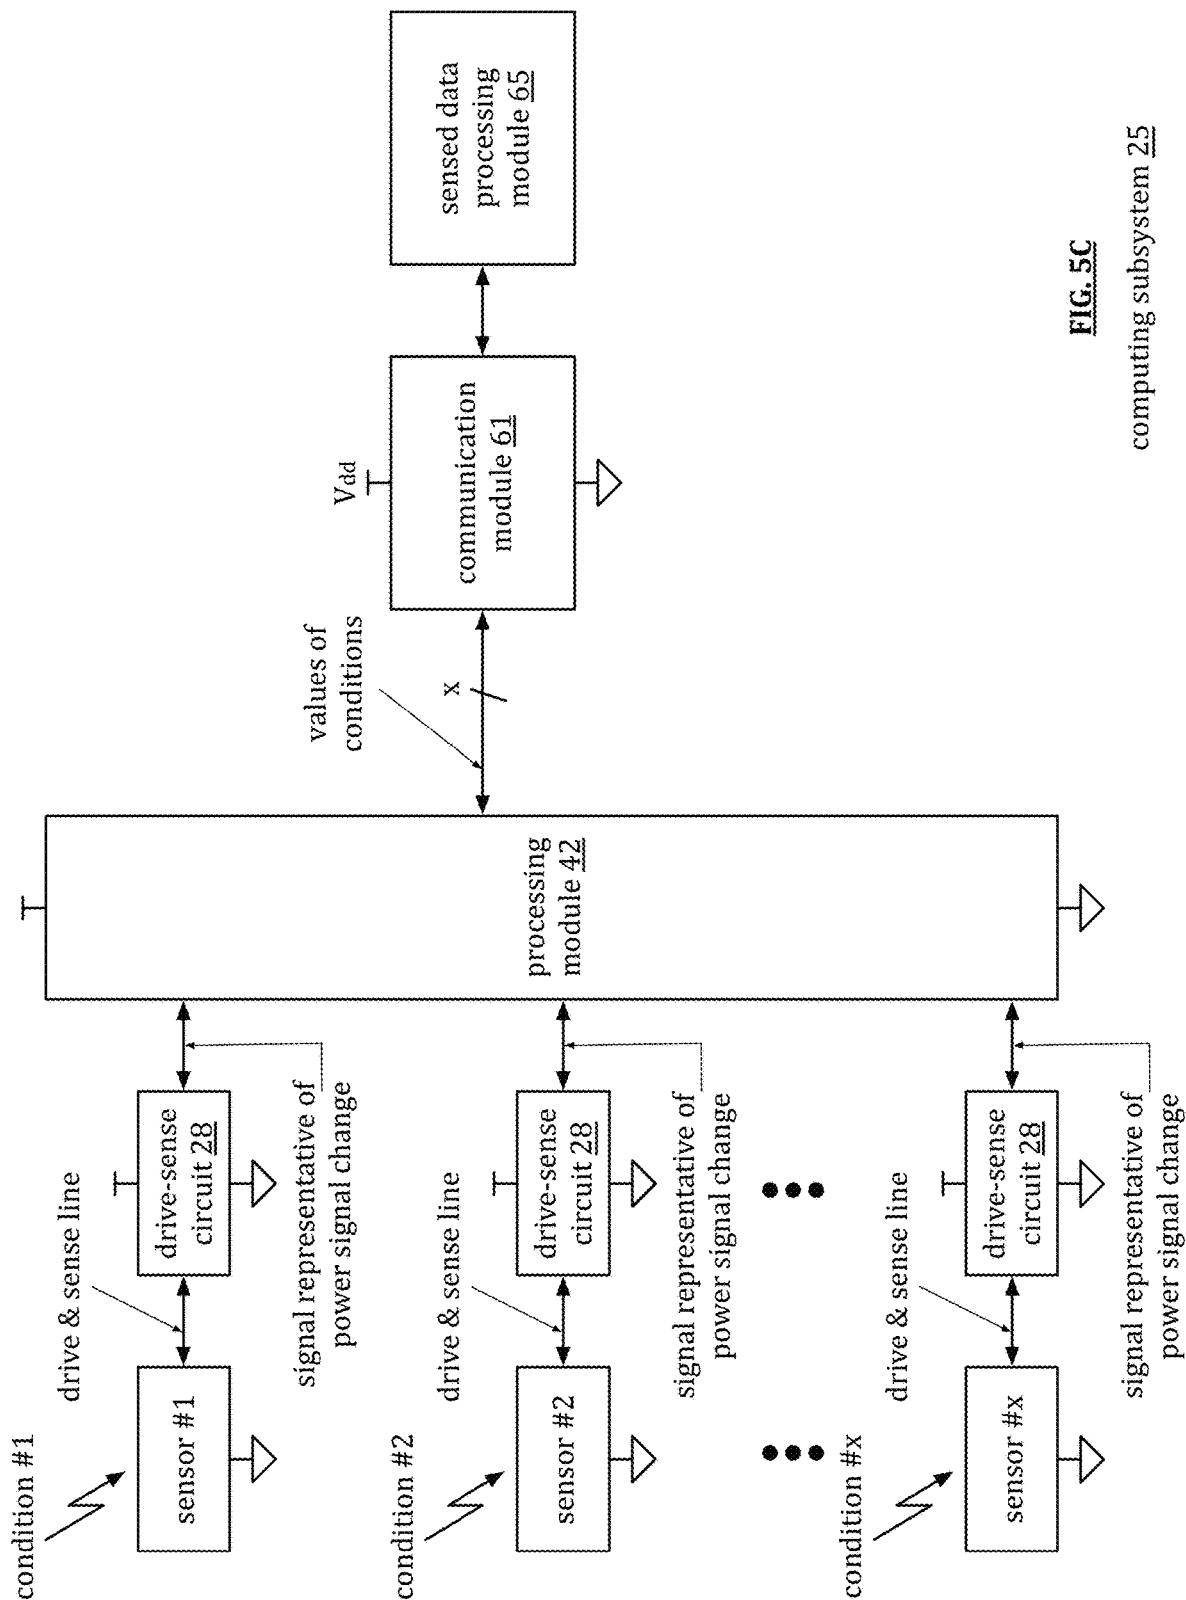 condition #1
sensor #1
drive & sense line
drive-sense
circuit 28
signal representative of
power signal change
condition #2
sensor #2
drive & sense line
drive-sense
circuit 28
signal representative of
power signal change
condition #x
sensor #x
drive & sense line
drive-sense
circuit 28
signal representative of
power signal change
processing
module 42
values of
conditions
x
Vdd
communication
module 61
sensed data
processing
module 65
FIG. 5C
computing subsystem 25